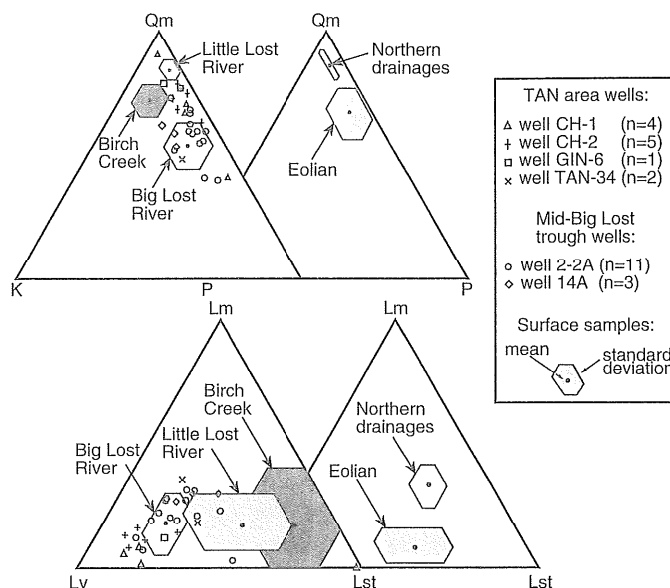 Qm
Little Lost
River
Birch
Creek
Big Lost
River
K
P
Qm
Northern
drainages
Eolian
P
TAN area wells:
well CH-1 (n=4)
well CH-2 (n=5)
well GIN-6 (n=1)
well TAN-34 (n=2)
Mid-Big Lost
trough wells:
well 2-2A (n=11)
well 14A (n=3)
Surface samples:
mean
standard
deviation
Lm
Birch
Creek
Little Lost
River
Big Lost
River
Lv
Lst
Lm
Northern
drainages
Eolian
Lst